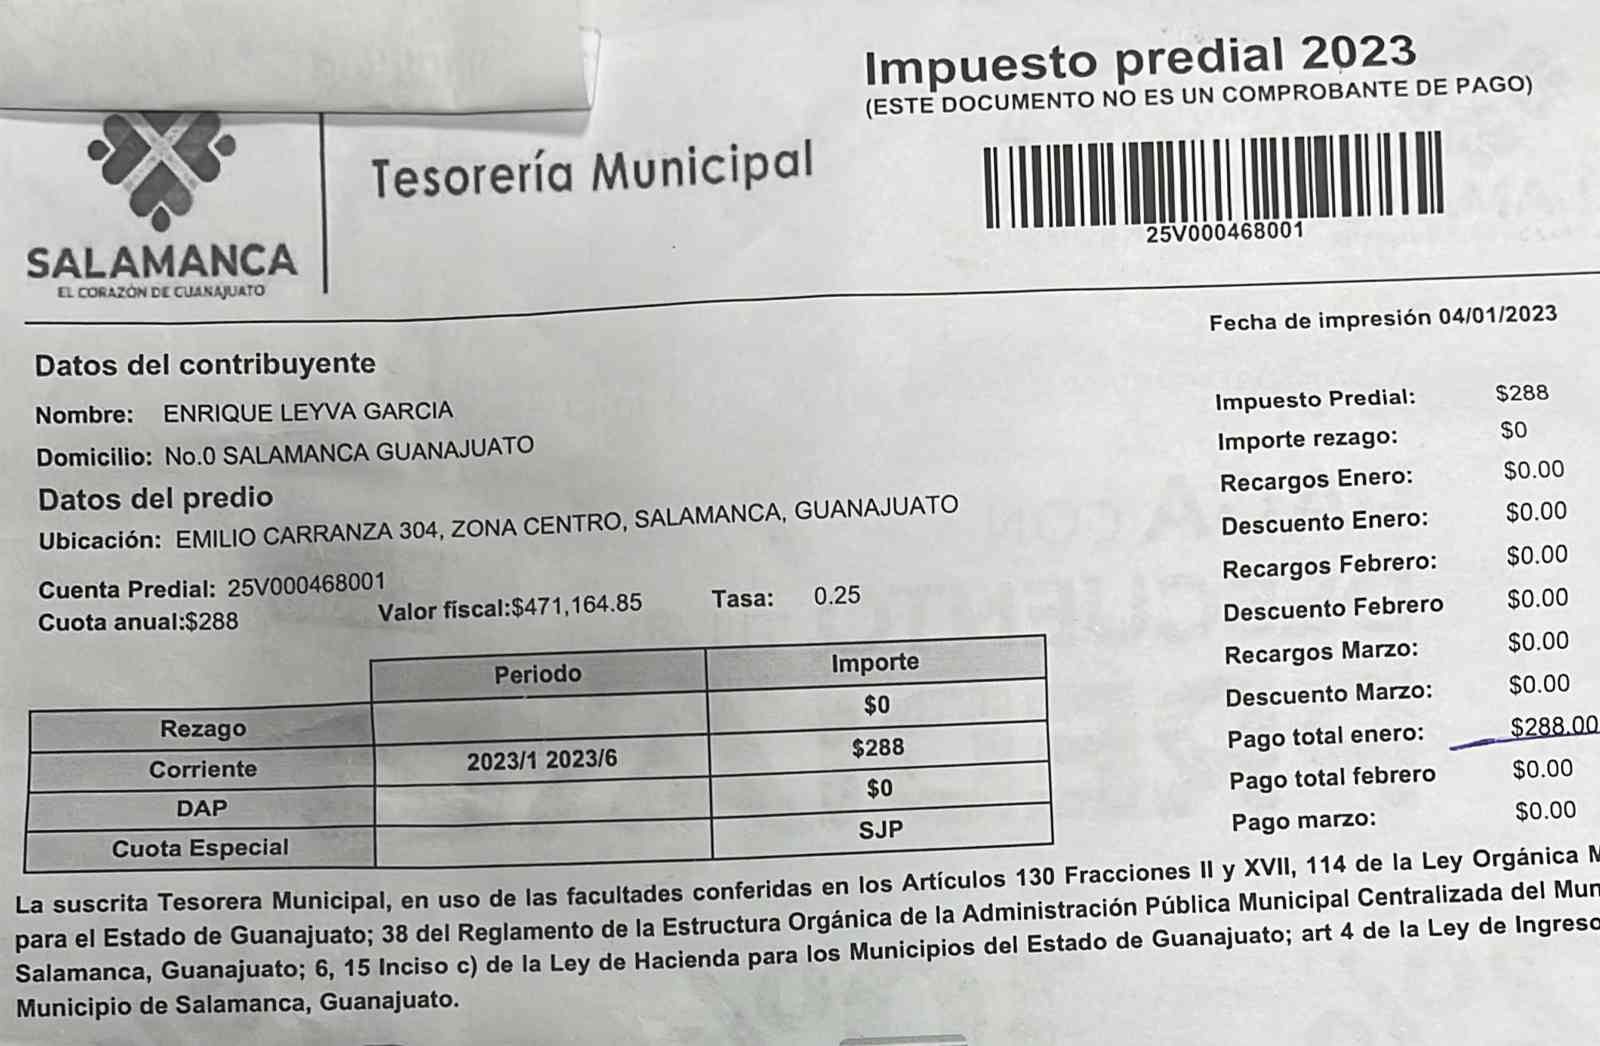 Impuesto predial 2023
(ESTE DOCUMENTO NO ES UN COMPROBANTE DE PAGO)
Tesorería Municipal
25V000468001
SALAMANCA
EL CORAZÓN DE GUANAJUATO
Fecha de impresión 04/01/2023
Datos del contribuyente
Nombre: ENRIQUE LEYVA GARCIA
Domicilio: No.0 SALAMANCA GUANAJUATO
Datos del predio
Ubicación: EMILIO CARRANZA 304, ZONA CENTRO, SALAMANCA, GUANAJUATO
Cuenta Predial: 25V000468001
Cuota anual:$288 Valor fiscal:$471,164.85 Tasa: 0.25
Periodo Importe
Rezago $0
Corriente 2023/1 2023/6 $288
DAP $0
Cuota Especial SJP
Impuesto Predial: $288
Importe rezago: $0
Recargos Enero: $0.00
Descuento Enero: $0.00
Recargos Febrero: $0.00
Descuento Febrero $0.00
Recargos Marzo: $0.00
Descuento Marzo: $0.00
Pago total enero: $288.00
Pago total febrero $0.00
Pago marzo: $0.00
La suscrita Tesorera Municipal, en uso de las facultades conferidas en los Artículos 130 Fracciones II y XVII, 114 de la Ley Orgánica M
para el Estado de Guanajuato; 38 del Reglamento de la Estructura Orgánica de la Administración Pública Municipal Centralizada del Mun
Salamanca, Guanajuato; 6, 15 Inciso c) de la Ley de Hacienda para los Municipios del Estado de Guanajuato; art 4 de la Ley de Ingreso
Municipio de Salamanca, Guanajuato.